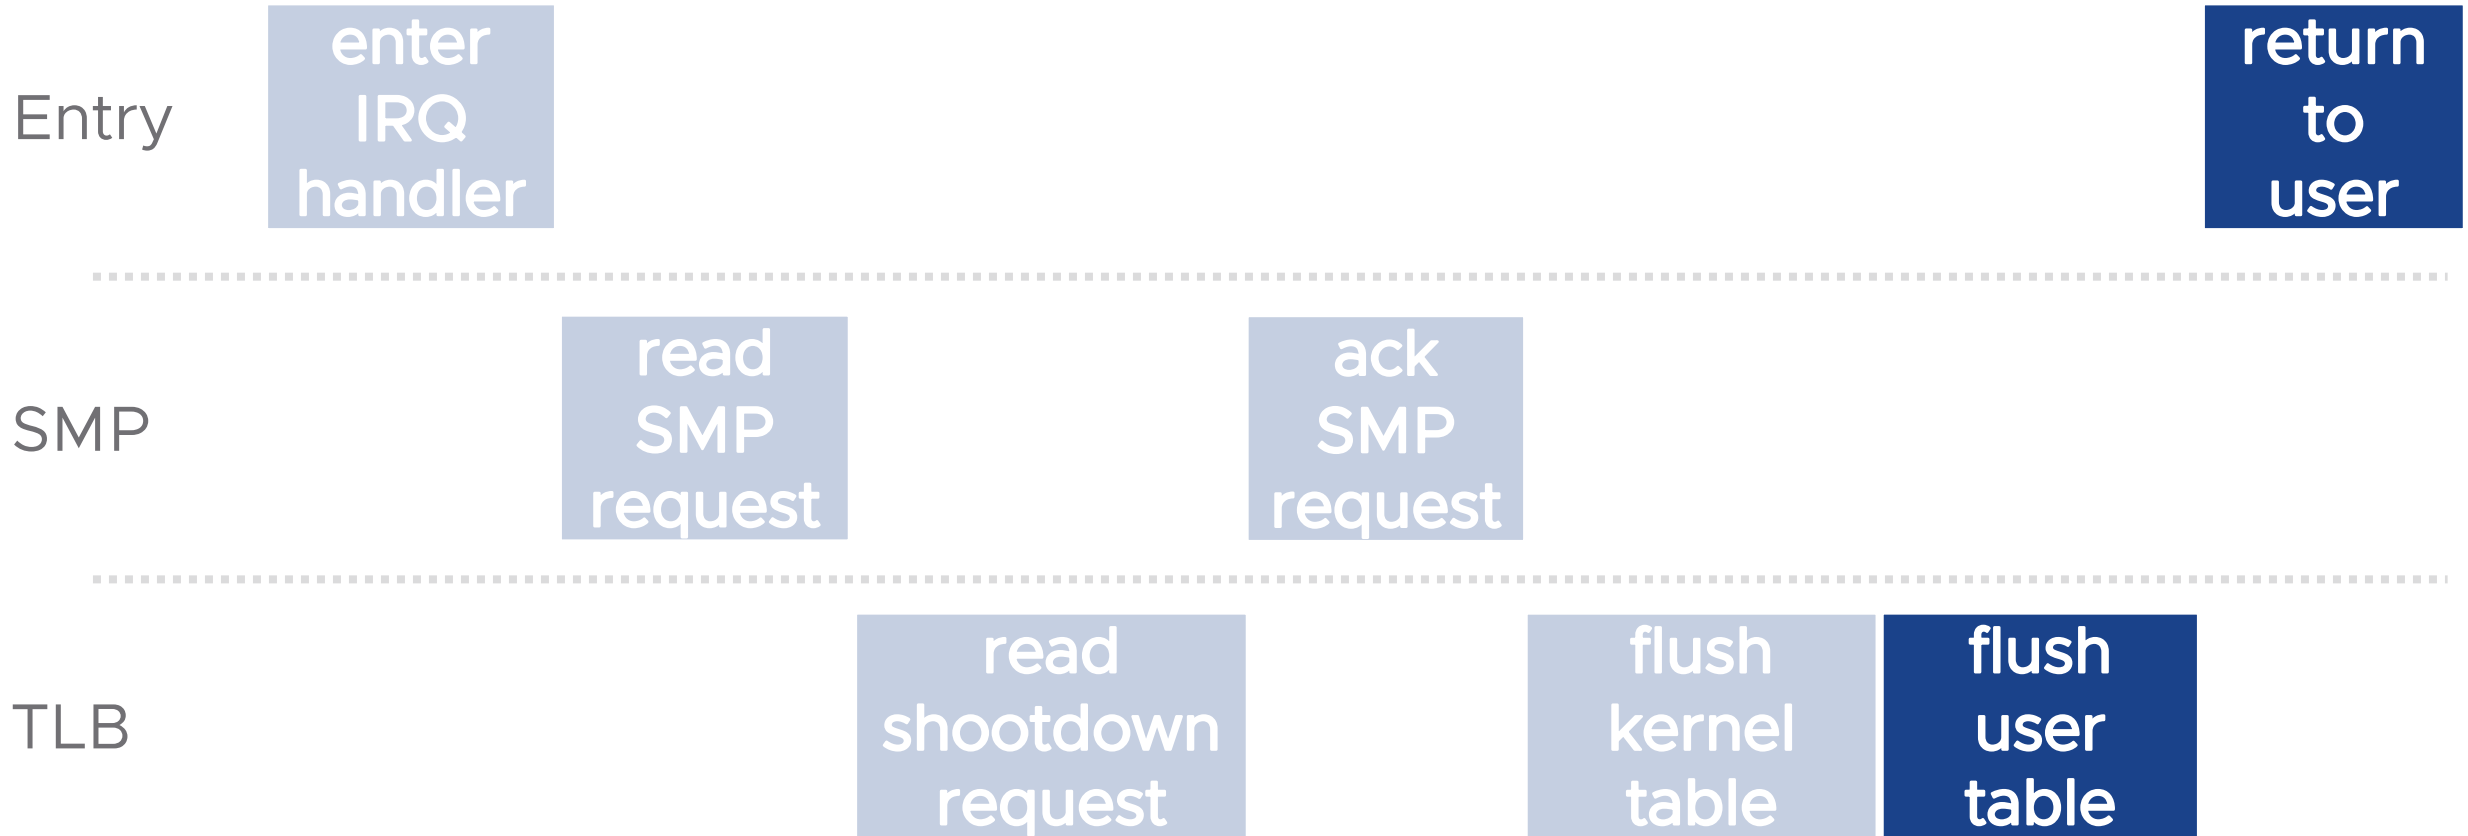 Entry
enter
IRQ
handler
return
to
user
SMP
read
SMP
request
ack
SMP
request
TLB
read
shootdown
request
flush
kernel
table
flush
user
table